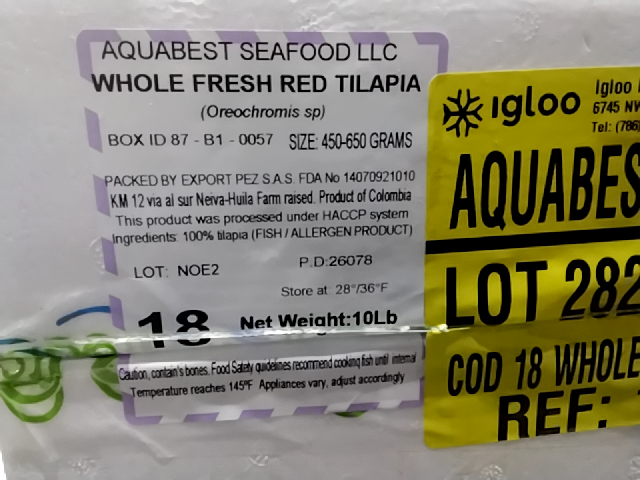 AQUABEST SEAFOOD LLC
WHOLE FRESH RED TILAPIA
(Oreochromis sp)
BOX ID 87 - B1 - 0057 SIZE: 450-650 GRAMS
PACKED BY EXPORT PEZ S.A.S. FDA No 14070921010
KM 12 via al sur Neiva-Huila Farm raised. Product of Colombia
This product was processed under HACCP system
Ingredients: 100% tilapia (FISH / ALLERGEN PRODUCT)
LOT: NOE2 P.D:26078
Store at: 28°/36°F
18 Net Weight:10Lb
Caution, contain's bones. Food Safety guidelines recommend cooking fish until internal
Temperature reaches 145ºF Appliances vary, adjust accordingly
igloo
Igloo
6745 NW
Tel: (786)
AQUABES
LOT 282
COD 18 WHOLE
REF: